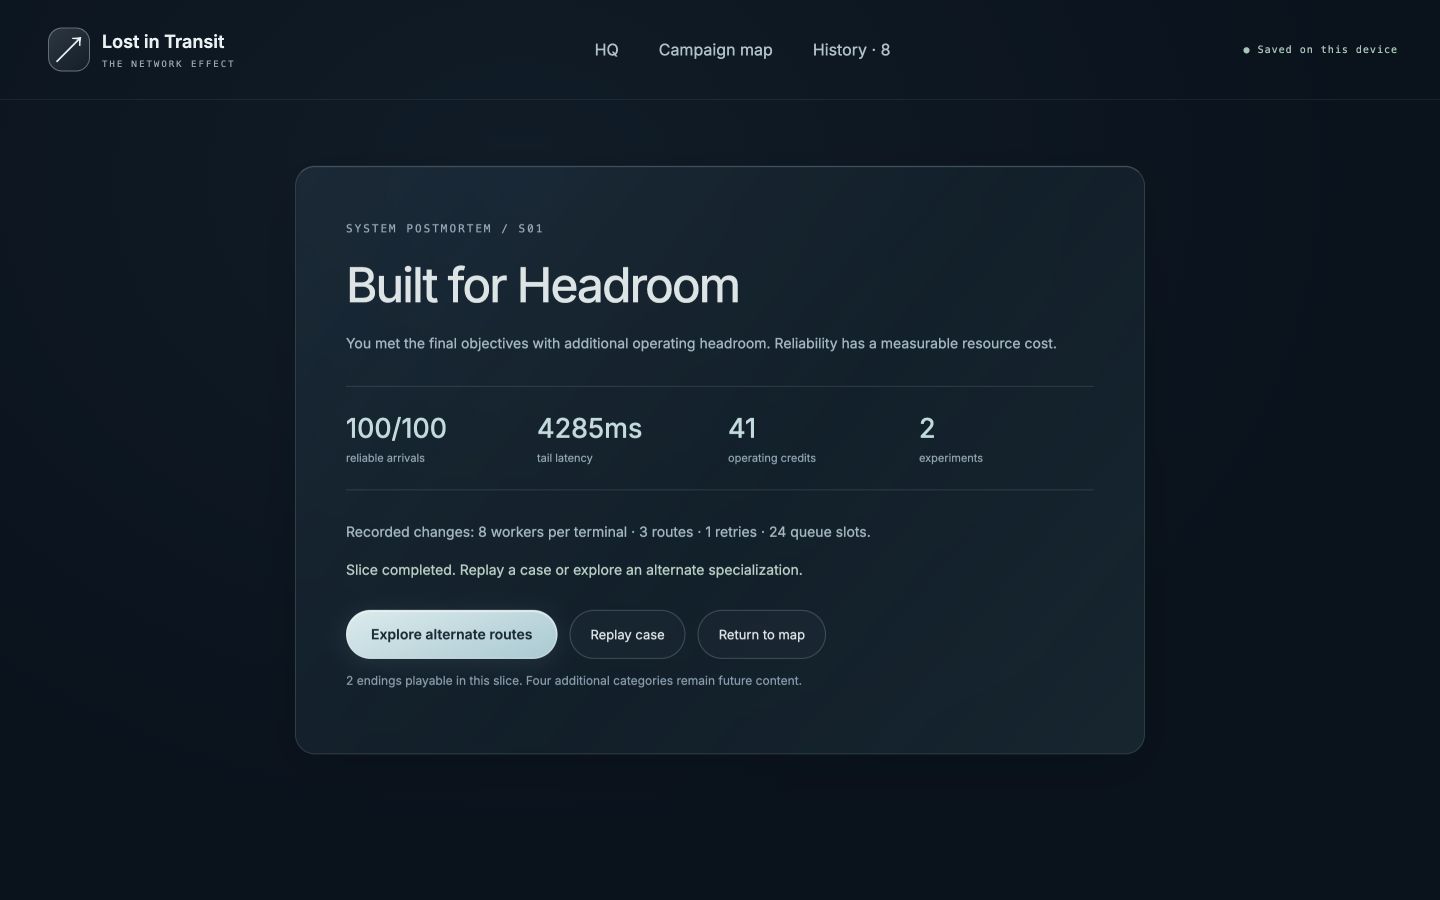 Lost in Transit
THE NETWORK EFFECT
HQ
Campaign map
History · 8
Saved on this device
SYSTEM POSTMORTEM / S01
Built for Headroom
You met the final objectives with additional operating headroom. Reliability has a measurable resource cost.
100/100
reliable arrivals
4285ms
tail latency
41
operating credits
2
experiments
Recorded changes: 8 workers per terminal · 3 routes · 1 retries · 24 queue slots.
Slice completed. Replay a case or explore an alternate specialization.
Explore alternate routes
Replay case
Return to map
2 endings playable in this slice. Four additional categories remain future content.